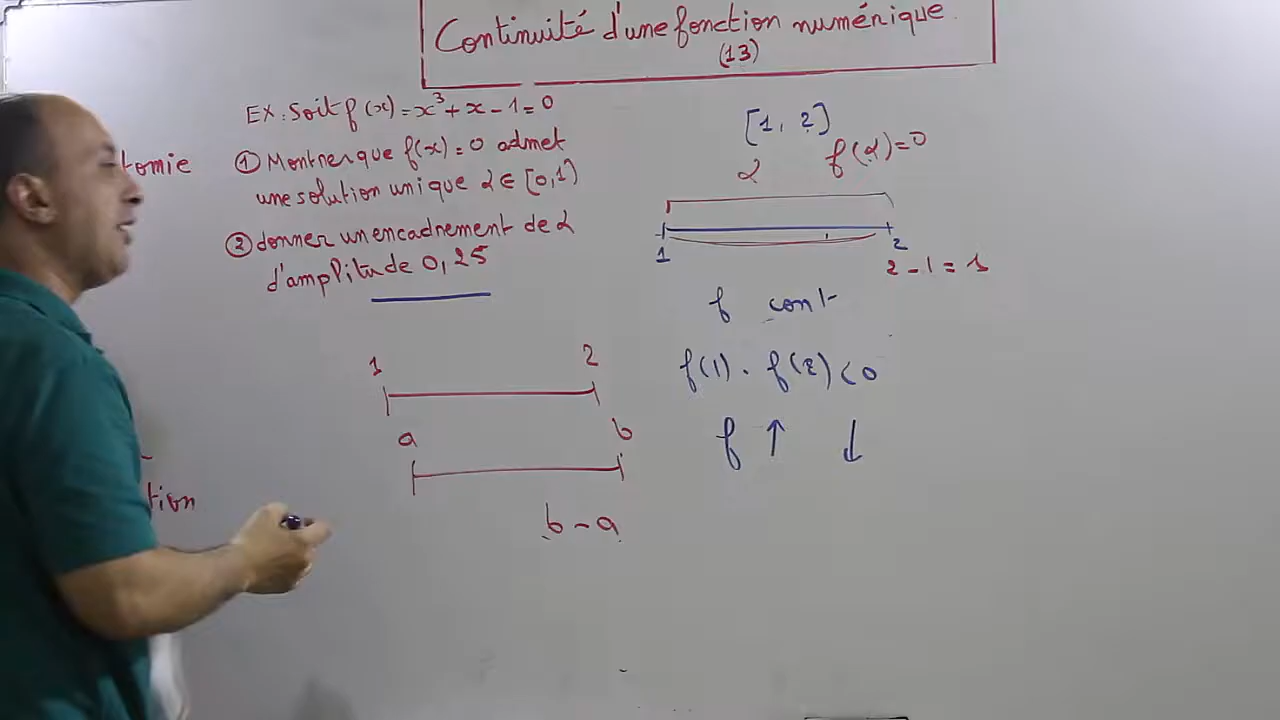 Continuité d'une fonction numérique.
(13)
EX: Soit f(x)=x³+x-1=0
① Montrer que f(x)=0 admet
une solution unique α∈[0,1)
② donner un encadrement de α
d'amplitude 0,25
tomie
tion
[1, 2]
α f(α)=0
1 2
2-1=1
f cont
f(1). f(2)<0
f ↑ ↓
1 2
a b
b-a